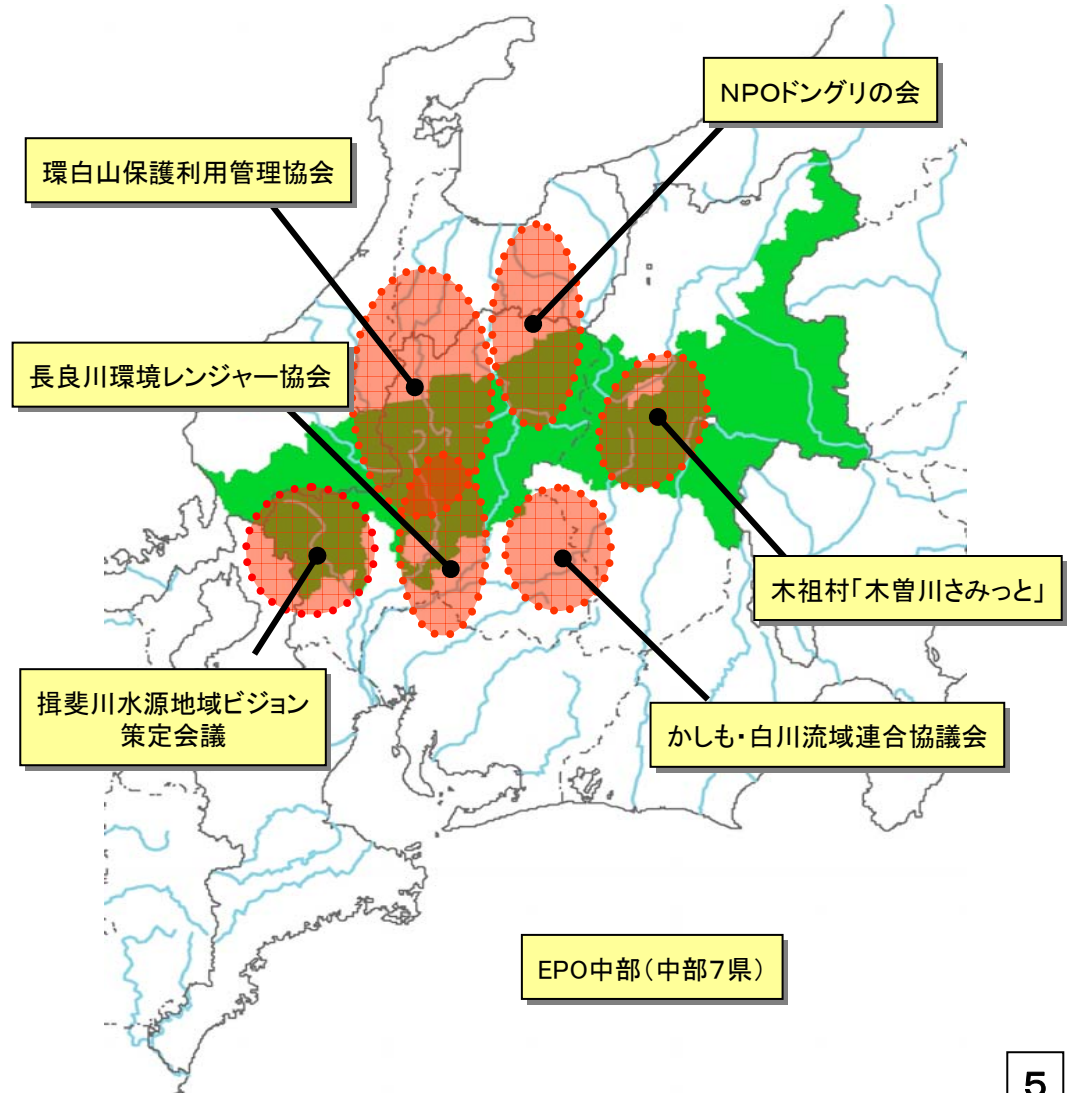 NPOドングリの会
環白山保護利用管理協会
長良川環境レンジャー協会
木祖村「木曽川さみっと」
揖斐川水源地域ビジョン
策定会議
かしも・白川流域連合協議会
EPO中部(中部7県)
5